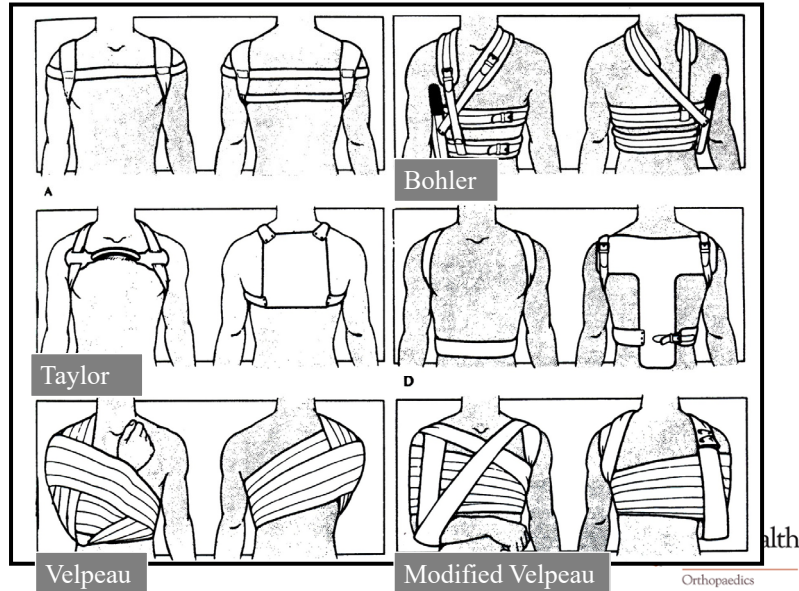 Bohler
A
Taylor
D
Velpeau
Modified Velpeau
alth
Orthopaedics